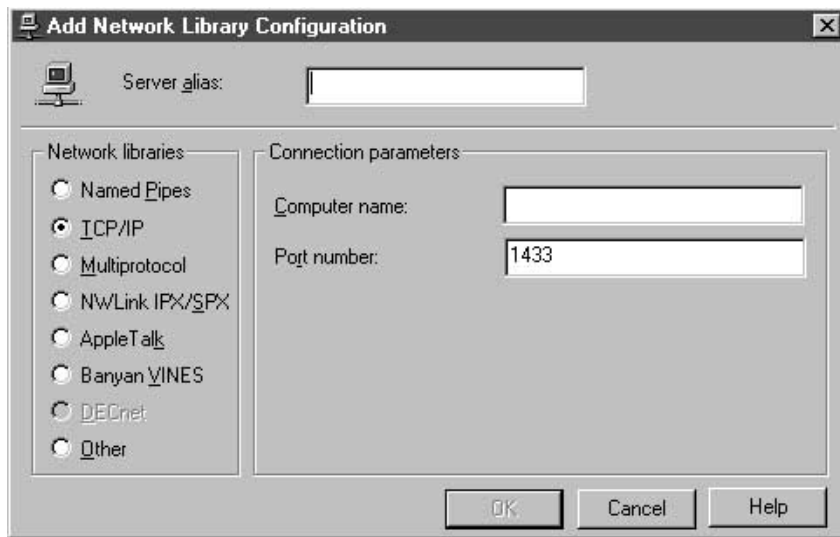 Add Network Library Configuration
Server alias:
Network libraries
Named Pipes
TCP/IP
Multiprotocol
NWLink IPX/SPX
AppleTalk
Banyan VINES
DECnet
Other
Connection parameters
Computer name:
Port number: 1433
OK Cancel Help